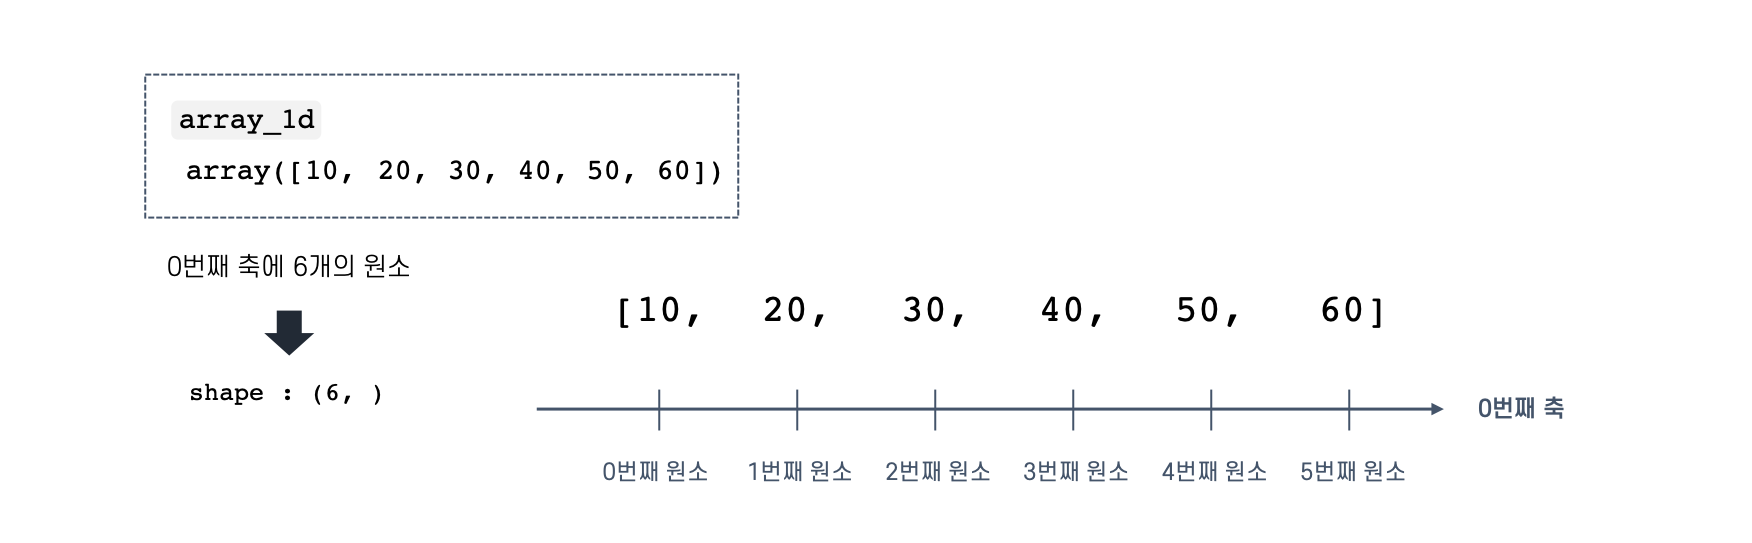 array_1d
array([10, 20, 30, 40, 50, 60])
0번째 축에 6개의 원소
shape : (6, )
[10, 20, 30, 40, 50, 60]
0번째 축
0번째 원소 1번째 원소 2번째 원소 3번째 원소 4번째 원소 5번째 원소